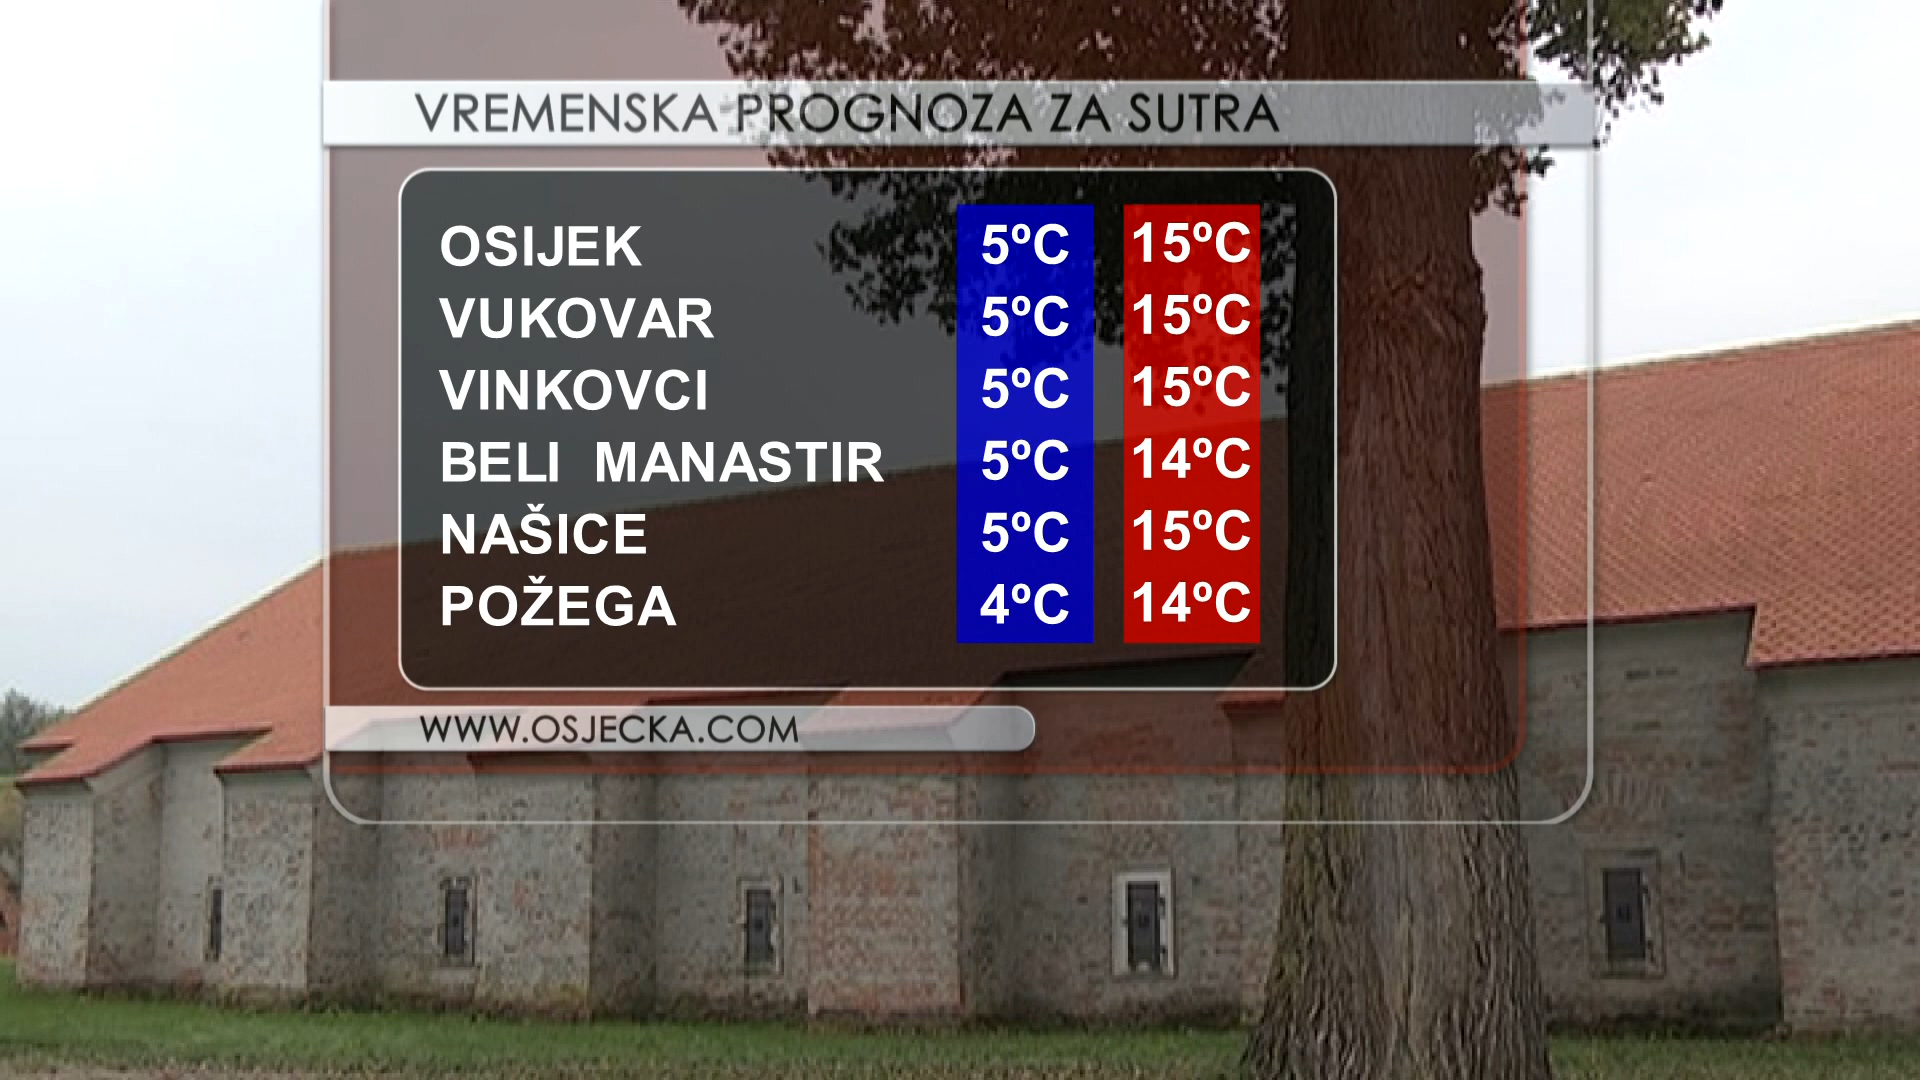 VREMENSKA PROGNOZA ZA SUTRA
OSIJEK 5ºC 15ºC
VUKOVAR 5ºC 15ºC
VINKOVCI 5ºC 15ºC
BELI MANASTIR 5ºC 14ºC
NAŠICE 5ºC 15ºC
POŽEGA 4ºC 14ºC
WWW.OSJECKA.COM